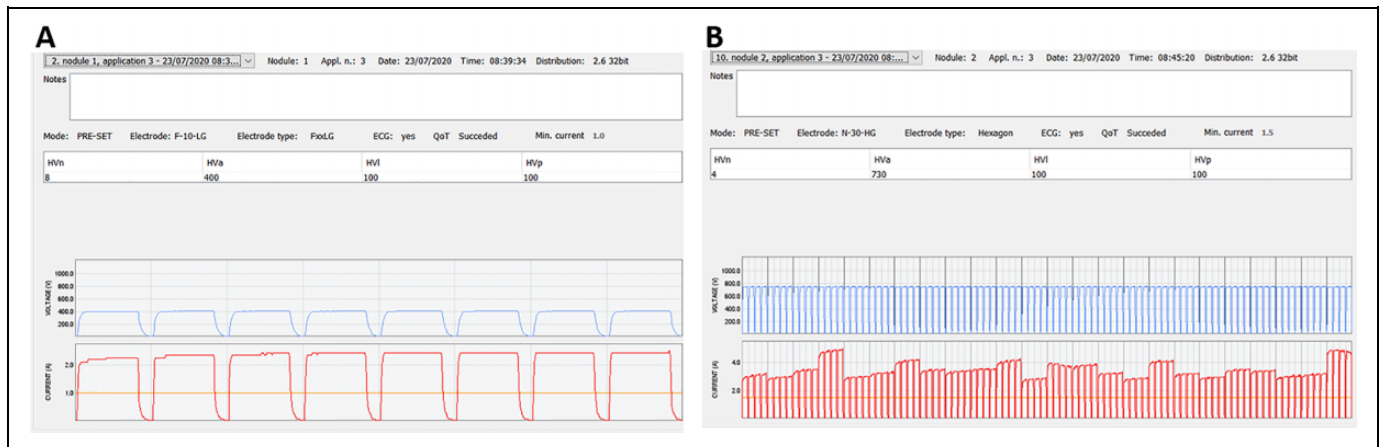 A
2. nodule 1, application 3 - 23/07/2020 08:3... Nodule: 1 Appl. n.: 3 Date: 23/07/2020 Time: 08:39:34 Distribution: 2.6 32bit
Notes
Mode: PRE-SET Electrode: F-10-LG Electrode type: FxxLG ECG: yes QoT Succeded Min. current 1.0
HVn HVa HVl HVp
8 400 100 100
1000.0
800.0
600.0
400.0
200.0
VOLTAGE (V)
2.0
1.0
CURRENT (A)
B
10. nodule 2, application 3 - 23/07/2020 08:... Nodule: 2 Appl. n.: 3 Date: 23/07/2020 Time: 08:45:20 Distribution: 2.6 32bit
Notes
Mode: PRE-SET Electrode: N-30-HG Electrode type: Hexagon ECG: yes QoT Succeded Min. current 1.5
HVn HVa HVl HVp
4 730 100 100
1000.0
800.0
600.0
400.0
200.0
VOLTAGE (V)
4.0
2.0
CURRENT (A)